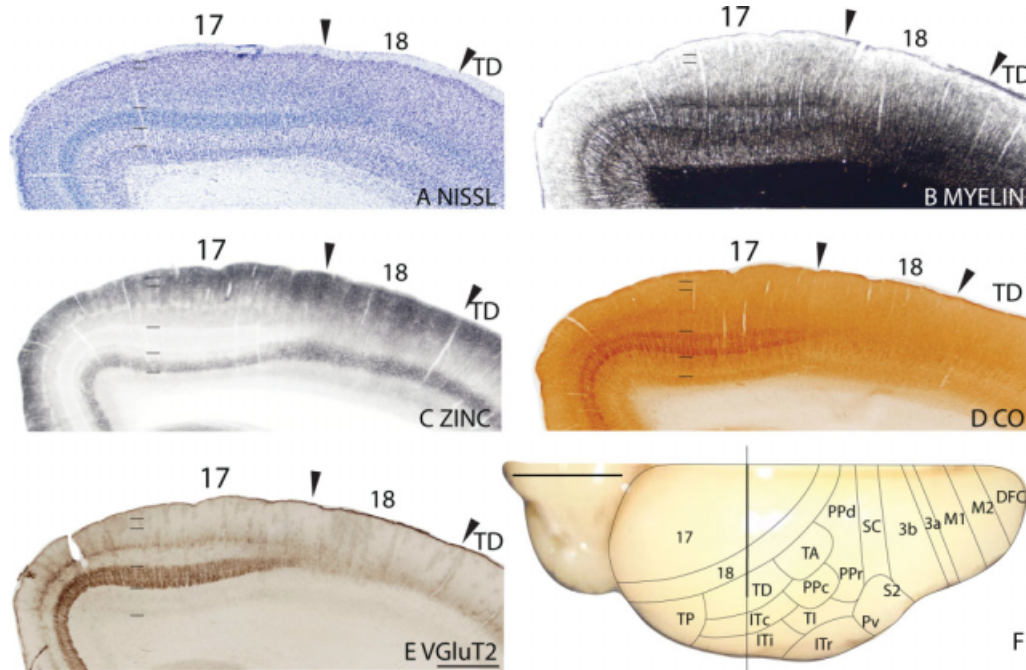 17
18
TD
A NISSL
17
18
TD
B MYELIN
17
18
TD
C ZINC
17
18
TD
D CO
17
18
TD
E VGluT2
17
18
TD
TP
TA
PPd
PPc
PPr
SC
3b
3a
M1
M2
DFC
S2
Pv
ITc
TI
ITi
ITr
F